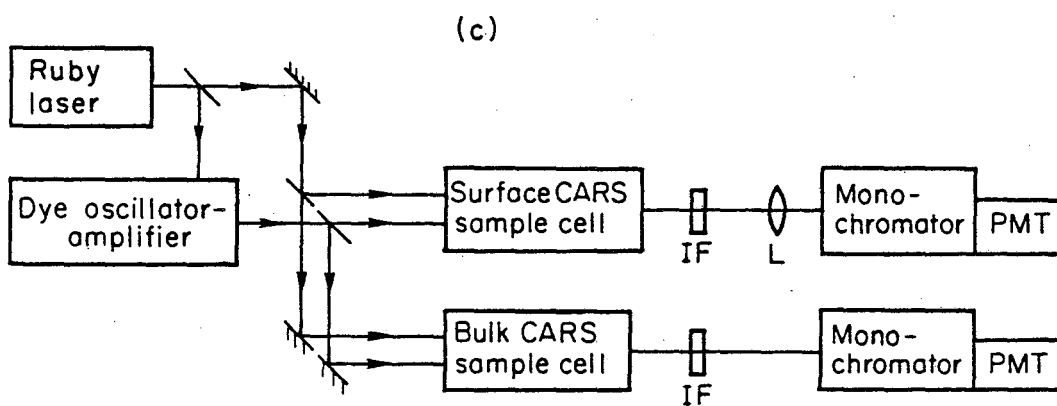 (c)
Ruby
laser
Dye oscillator-
amplifier
Surface CARS
sample cell
IF
L
Mono-
chromator
PMT
Bulk CARS
sample cell
IF
Mono-
chromator
PMT